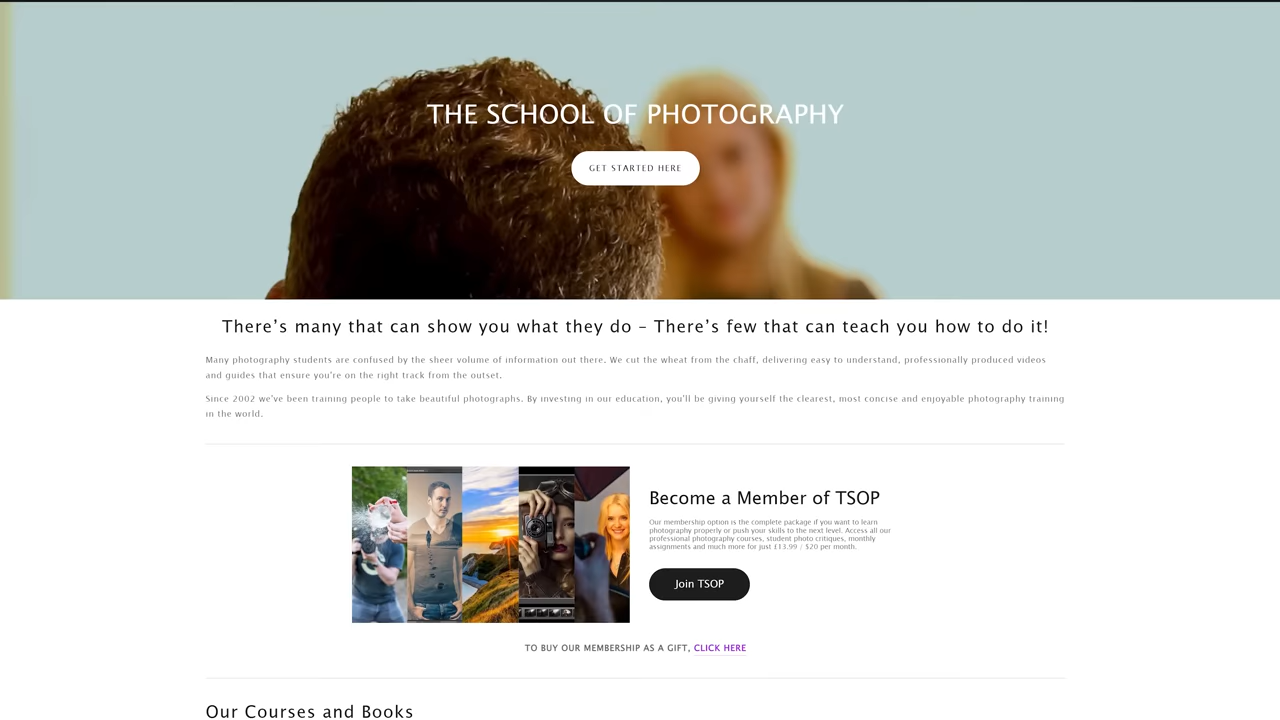 THE SCHOOL OF PHOTOGRAPHY
GET STARTED HERE
There's many that can show you what they do – There's few that can teach you how to do it!
Many photography students are confused by the sheer volume of information out there. We cut the wheat from the chaff, delivering easy to understand, professionally produced videos
and guides that ensure you're on the right track from the outset.
Since 2002 we've been training people to take beautiful photographs. By investing in our education, you'll be giving yourself the clearest, most concise and enjoyable photography training
in the world.
Become a Member of TSOP
Our membership option is the complete package if you want to learn
photography properly or push your skills to the next level. Access all our
professional photography courses, student photo critiques, monthly
assignments and much more for just £13.99 / $20 per month.
Join TSOP
TO BUY OUR MEMBERSHIP AS A GIFT, CLICK HERE
Our Courses and Books